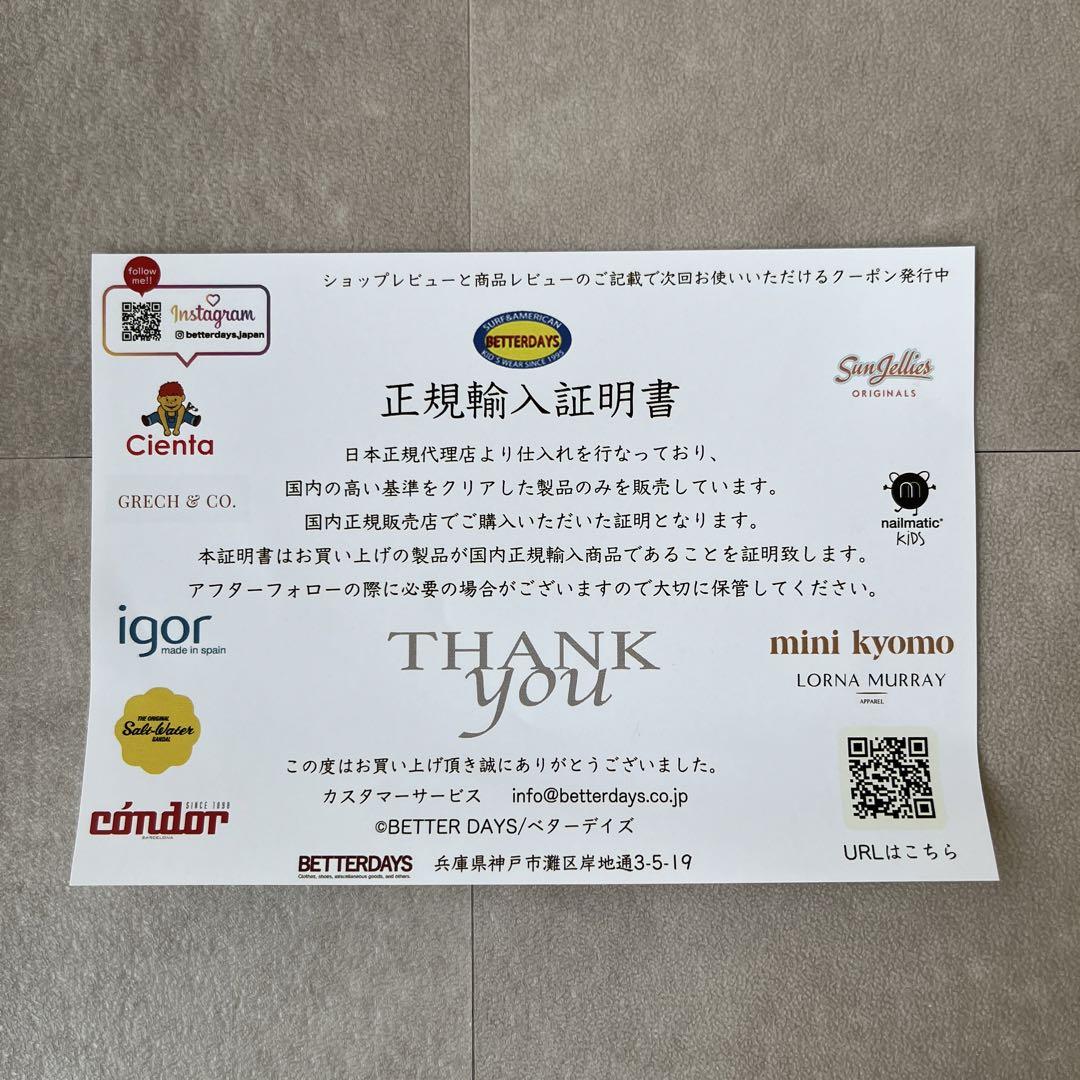 follow
me!!
Instagram
betterdays.japan
ショップレビューと商品レビューのご記載で次回お使いいただけるクーポン発行中
SURF&AMERICAN
BETTERDAYS
KID'S WEAR SINCE 1995
正規輸入証明書
Sun Jellies
ORIGINALS
Cienta
日本正規代理店より仕入れを行なっており、
国内の高い基準をクリアした製品のみを販売しています。
GRECH & CO.
国内正規販売店でご購入いただいた証明となります。
nailmatic®
KiDS
本証明書はお買い上げの製品が国内正規輸入商品であることを証明致します。
アフターフォローの際に必要の場合がございますので大切に保管してください。
igor
made in spain
THANK
you
mini kyomo
LORNA MURRAY
APPAREL
THE ORIGINAL
Salt-Water
SANDAL
この度はお買い上げ頂き誠にありがとうございました。
カスタマーサービス info@betterdays.co.jp
SINCE 1898
cóndor
BARCELONA
©BETTER DAYS/ベターデイズ
URLはこちら
BETTERDAYS 兵庫県神戸市灘区岸地通3-5-19
Clothes, shoes, miscellaneous goods, and others.